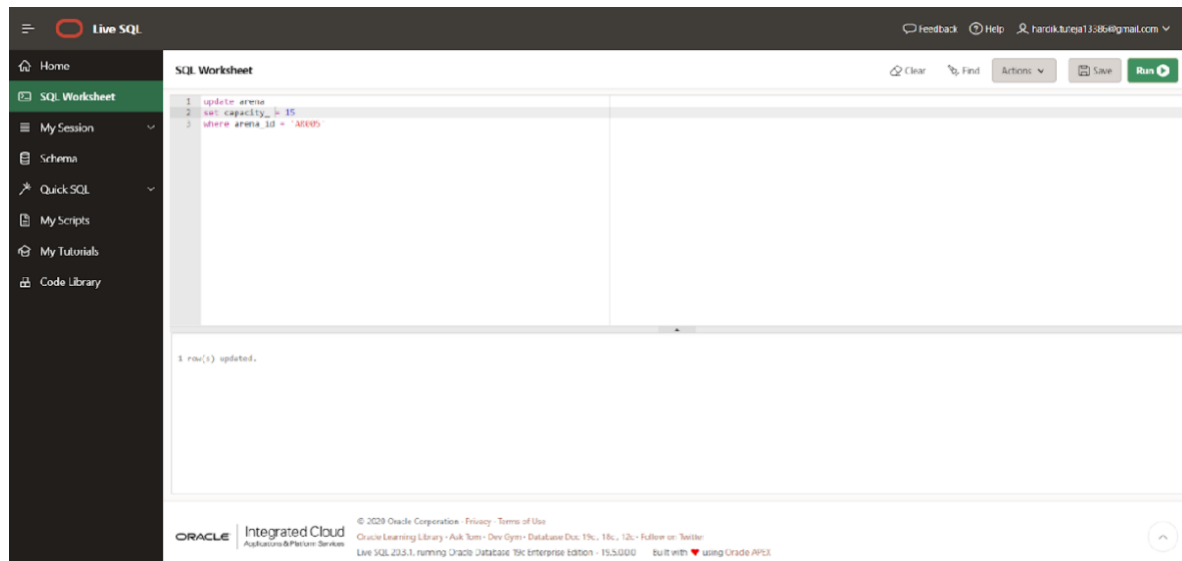 Live SQL
Feedback Help hardik.tuteja13386@gmail.com
Home
SQL Worksheet
My Session
Schema
Quick SQL
My Scripts
My Tutorials
Code Library
SQL Worksheet
Clear Find Actions Save Run
1 update arena
2 set capacity_ = 15
3 where arena_id = 'AR005'
1 row(s) updated.
ORACLE Integrated Cloud
Applications & Platform Services
© 2020 Oracle Corporation · Privacy · Terms of Use
Oracle Learning Library · Ask Tom · Dev Gym · Database Doc 19c, 18c, 12c · Follow on Twitter
Live SQL 20.3.1, running Oracle Database 19c Enterprise Edition - 19.5.0.0.0 Built with ❤ using Oracle APEX